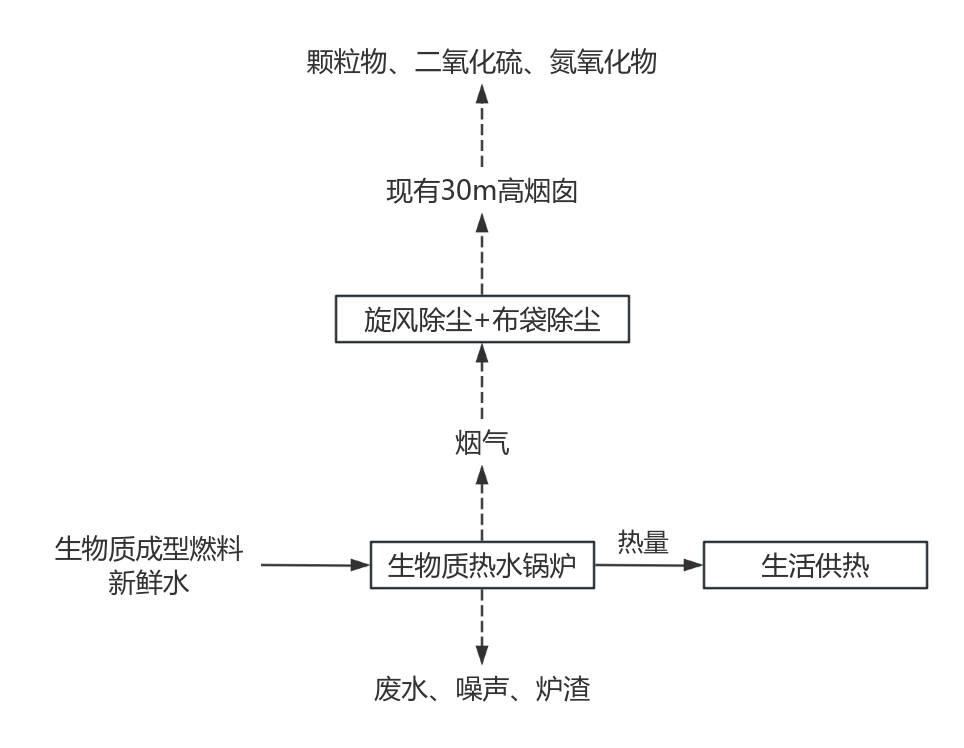 颗粒物、二氧化硫、氮氧化物
现有30m高烟囱
旋风除尘+布袋除尘
烟气
生物质成型燃料
新鲜水
生物质热水锅炉
热量
生活供热
废水、噪声、炉渣